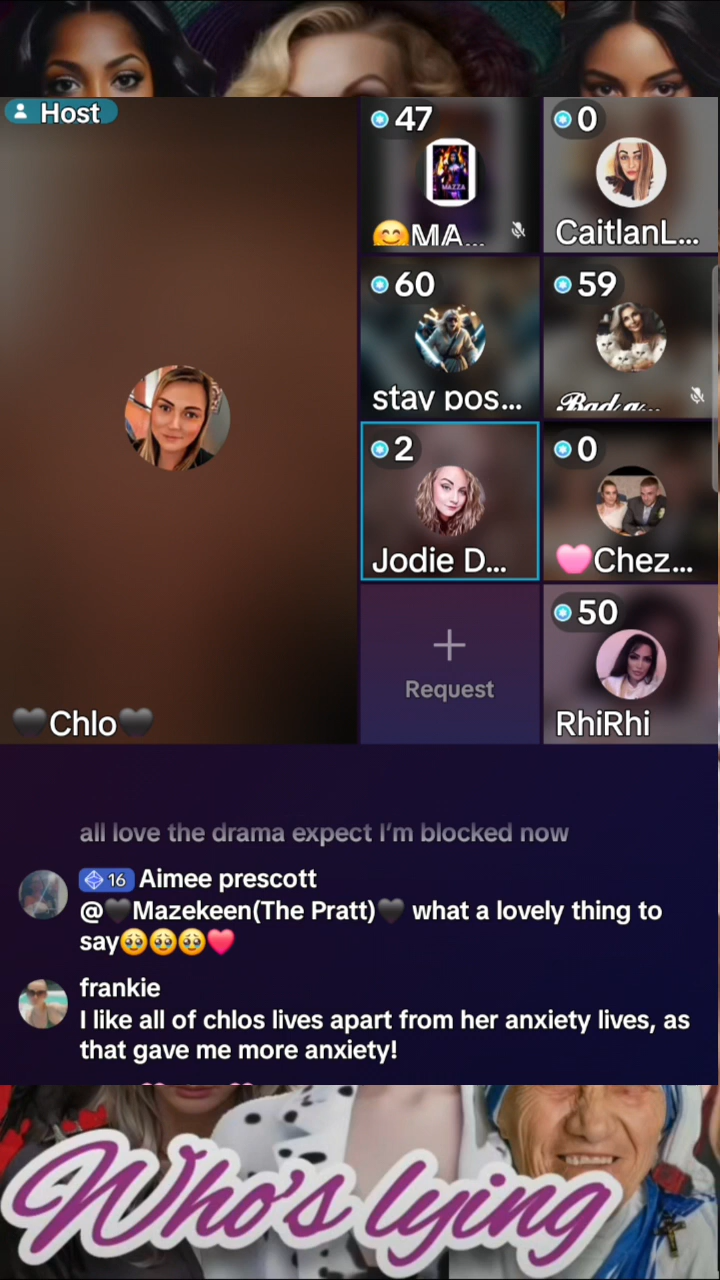 Host
47
0
MAZZA
😊MA...
CaitlanL...
60
59
stav pos...
Bad a...
2
0
Jodie D...
🩷Chez...
50
+
Request
RhiRhi
🖤Chlo🖤
all love the drama expect I'm blocked now
16 Aimee prescott
@🖤Mazekeen(The Pratt)🖤 what a lovely thing to
say🥹🥹🥹❤️
frankie
I like all of chlos lives apart from her anxiety lives, as
that gave me more anxiety!
Who's lying